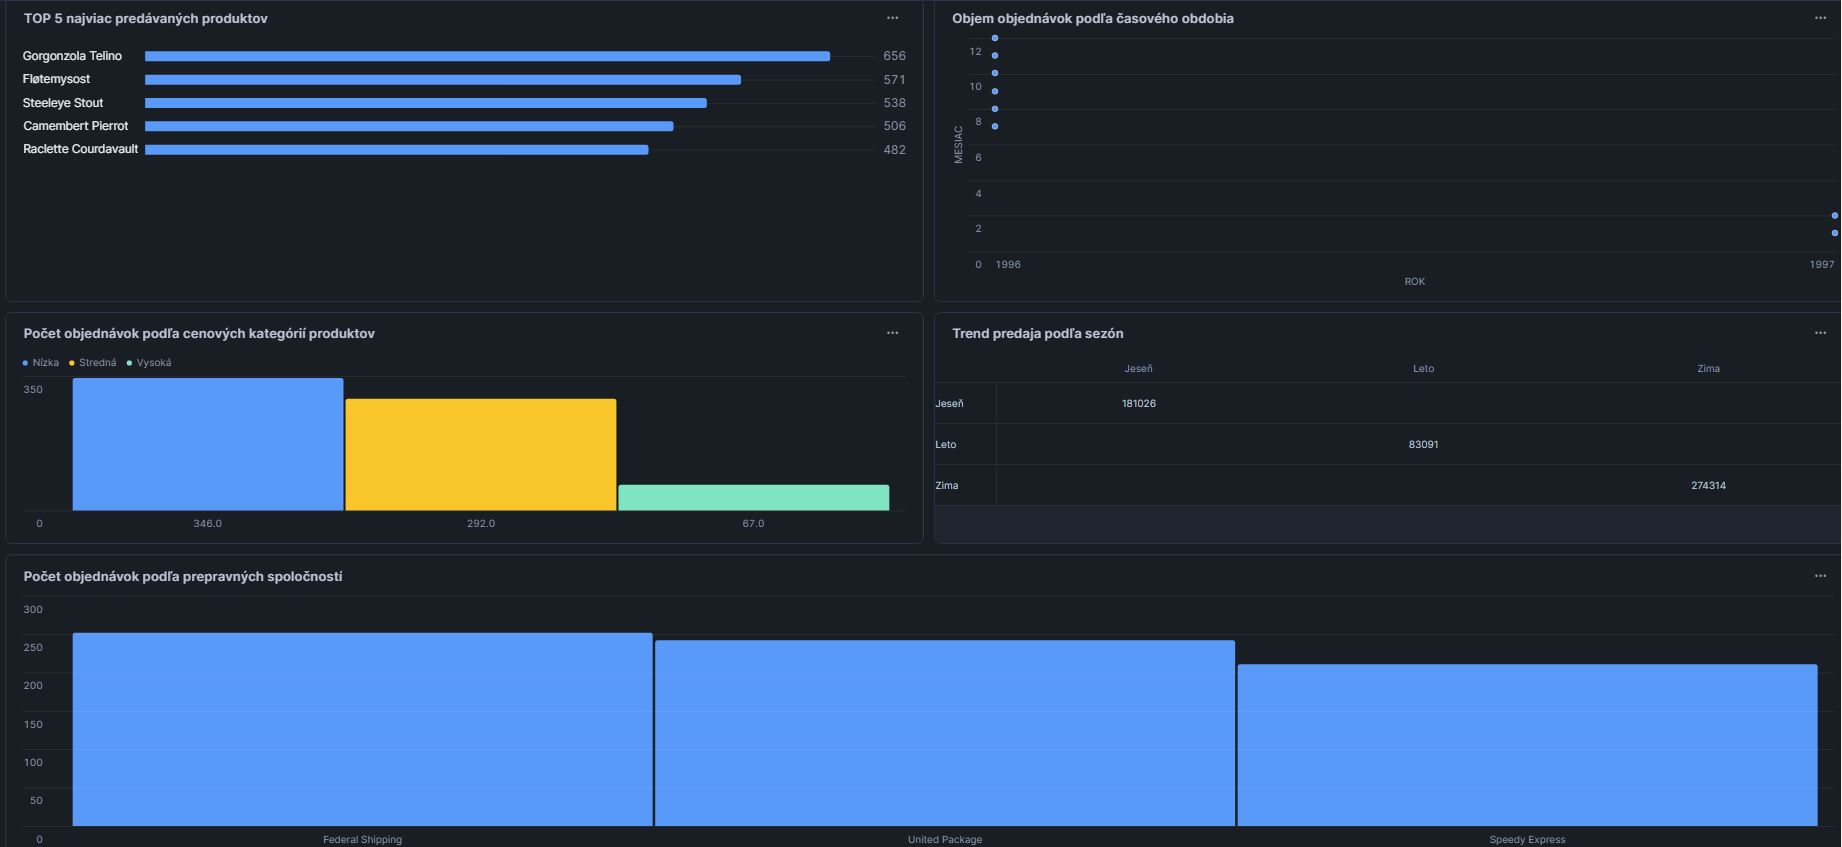 TOP 5 najviac predávaných produktov
Gorgonzola Telino 656
Fløtemysost 571
Steeleye Stout 538
Camembert Pierrot 506
Raclette Courdavault 482
Objem objednávok podľa časového obdobia
12
10
8
6
4
2
0
MESIAC
1996 1997
ROK
Počet objednávok podľa cenových kategórií produktov
Nízka Stredná Vysoká
350
0
346.0 292.0 67.0
Trend predaja podľa sezón
Jeseň Leto Zima
Jeseň 181026
Leto 83091
Zima 274314
Počet objednávok podľa prepravných spoločností
300
250
200
150
100
50
0
Federal Shipping United Package Speedy Express